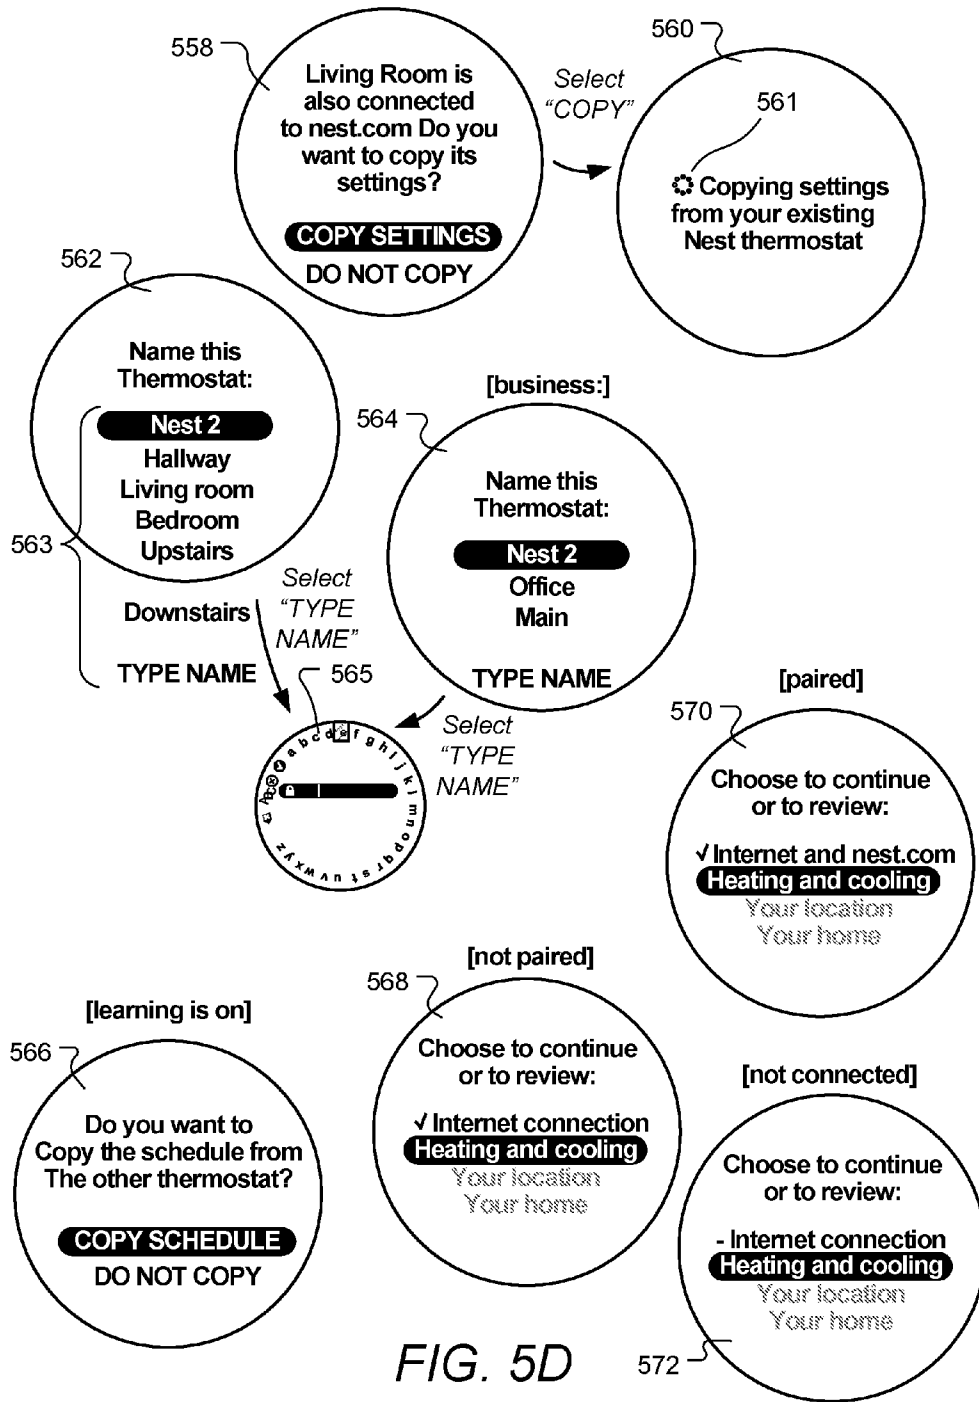 558
Living Room is
also connected
to nest.com Do you
want to copy its
settings?
COPY SETTINGS
DO NOT COPY
Select
"COPY"
560
561
Copying settings
from your existing
Nest thermostat
562
Name this
Thermostat:
563
Nest 2
Hallway
Living room
Bedroom
Upstairs
Downstairs
TYPE NAME
Select
"TYPE
NAME"
[business:]
564
Name this
Thermostat:
Nest 2
Office
Main
TYPE NAME
Select
"TYPE
NAME"
565
a b c d e f g h i j k l m n o p q r s t u v w x y z
[paired]
570
Choose to continue
or to review:
√ Internet and nest.com
Heating and cooling
Your location
Your home
[learning is on]
566
Do you want to
Copy the schedule from
The other thermostat?
COPY SCHEDULE
DO NOT COPY
[not paired]
568
Choose to continue
or to review:
√ Internet connection
Heating and cooling
Your location
Your home
[not connected]
Choose to continue
or to review:
- Internet connection
Heating and cooling
Your location
Your home
572
FIG. 5D